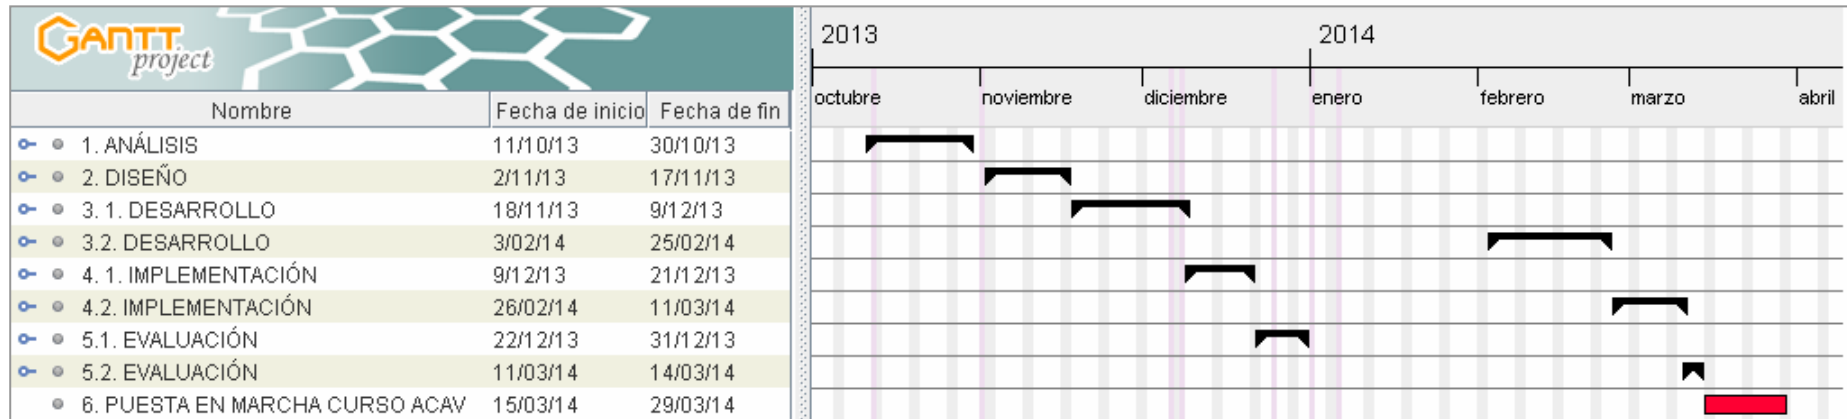 GANTT
project
2013 2014
octubre noviembre diciembre enero febrero marzo abril
Nombre Fecha de inicio Fecha de fin
1. ANÁLISIS 11/10/13 30/10/13
2. DISEÑO 2/11/13 17/11/13
3. 1. DESARROLLO 18/11/13 9/12/13
3.2. DESARROLLO 3/02/14 25/02/14
4. 1. IMPLEMENTACIÓN 9/12/13 21/12/13
4.2. IMPLEMENTACIÓN 26/02/14 11/03/14
5.1. EVALUACIÓN 22/12/13 31/12/13
5.2. EVALUACIÓN 11/03/14 14/03/14
6. PUESTA EN MARCHA CURSO ACAV 15/03/14 29/03/14